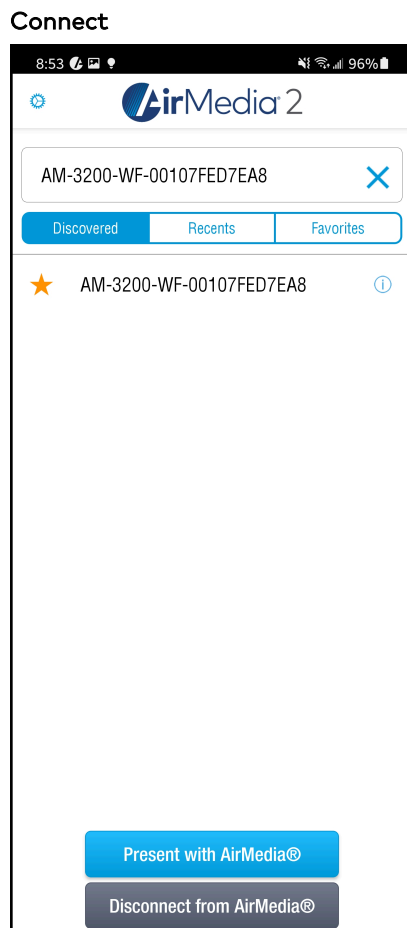 Connect
8:53 96%
AirMedia® 2
AM-3200-WF-00107FED7EA8
Discovered Recents Favorites
AM-3200-WF-00107FED7EA8
Present with AirMedia®
Disconnect from AirMedia®